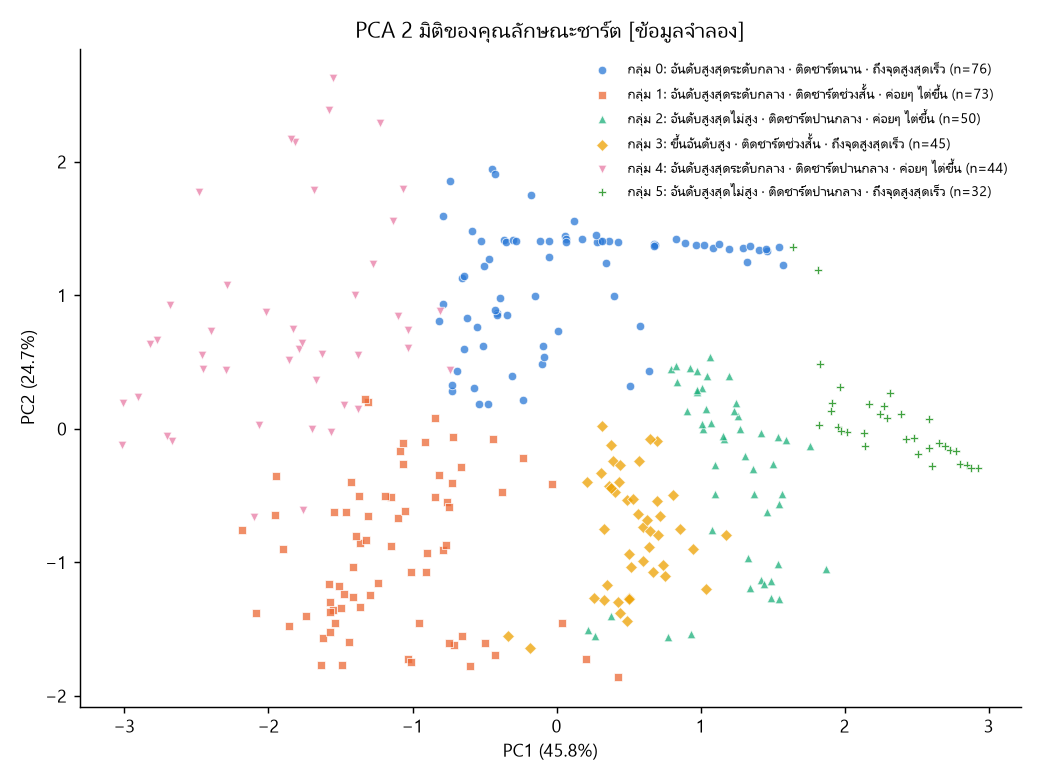 PCA 2 มิติของคุณลักษณะชาร์ต [ข้อมูลจำลอง]
กลุ่ม 0: อันดับสูงสุดระดับกลาง · ติดชาร์ตนาน · ถึงจุดสูงสุดเร็ว (n=76)
กลุ่ม 1: อันดับสูงสุดระดับกลาง · ติดชาร์ตช่วงสั้น · ค่อยๆ ไต่ขึ้น (n=73)
กลุ่ม 2: อันดับสูงสุดไม่สูง · ติดชาร์ตปานกลาง · ค่อยๆ ไต่ขึ้น (n=50)
กลุ่ม 3: ขึ้นอันดับสูง · ติดชาร์ตช่วงสั้น · ถึงจุดสูงสุดเร็ว (n=45)
กลุ่ม 4: อันดับสูงสุดระดับกลาง · ติดชาร์ตปานกลาง · ค่อยๆ ไต่ขึ้น (n=44)
กลุ่ม 5: อันดับสูงสุดไม่สูง · ติดชาร์ตปานกลาง · ถึงจุดสูงสุดเร็ว (n=32)
PC2 (24.7%)
2
1
0
−1
−2
−3 −2 −1 0 1 2 3
PC1 (45.8%)